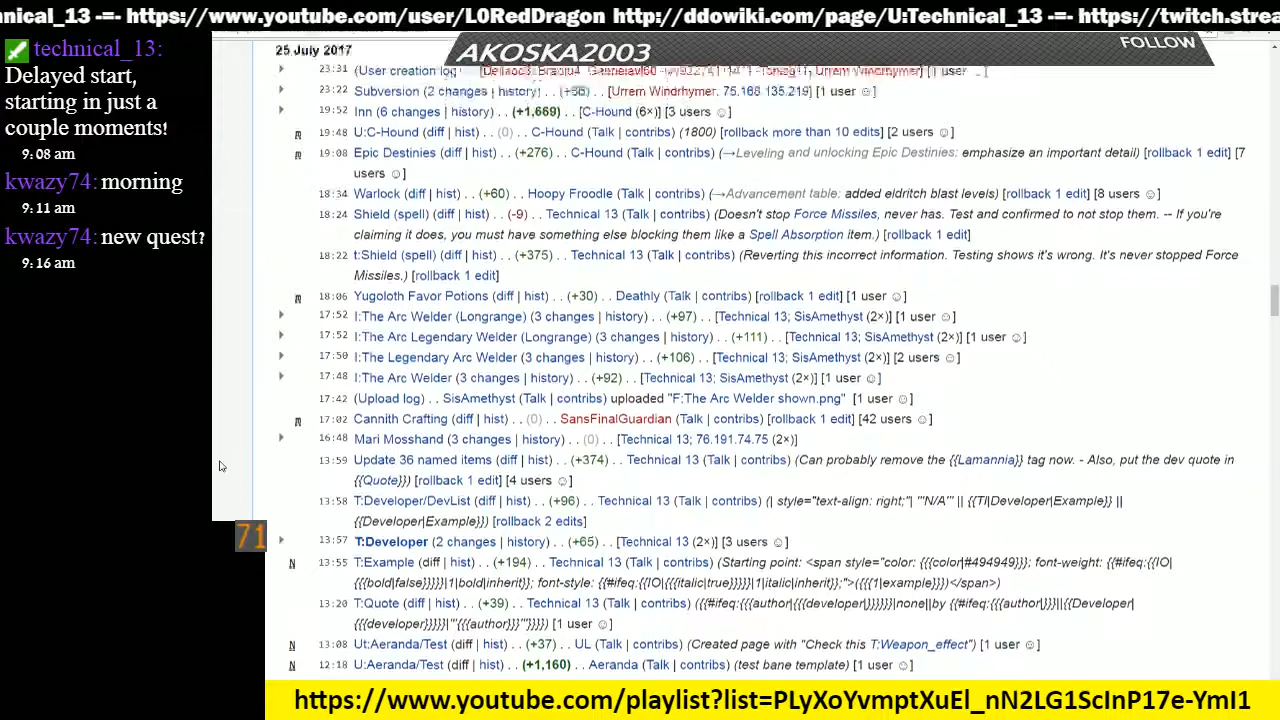 nical_13 -=- https://www.youtube.com/user/L0RedDragon http://ddowiki.com/page/U:Technical_13 -=- https://twitch.strea
technical_13:
Delayed start,
starting in just a
couple moments!
9:08 am
kwazy74: morning
9:11 am
kwazy74: new quest?
9:16 am
25 July 2017
AKOSKA2003
FOLLOW
23:31 (User creation log [1 user ☺]
23:22 Subversion (2 changes | history) . . [Urrem Windrhymer, 75.168.135.219] [1 user ☺]
19:52 Inn (6 changes | history) . . (+1,669) . . [C-Hound (6×)] [3 users ☺]
m 19:48 U:C-Hound (diff | hist) . . (0) . . C-Hound (Talk | contribs) (1800) [rollback more than 10 edits] [2 users ☺]
m 19:08 Epic Destinies (diff | hist) . . (+276) . . C-Hound (Talk | contribs) (→Leveling and unlocking Epic Destinies: emphasize an important detail) [rollback 1 edit] [7
users ☺]
18:34 Warlock (diff | hist) . . (+60) . . Hoopy Froodle (Talk | contribs) (→Advancement table: added eldritch blast levels) [rollback 1 edit] [8 users ☺]
18:24 Shield (spell) (diff | hist) . . (-9) . . Technical 13 (Talk | contribs) (Doesn't stop Force Missiles, never has. Test and confirmed to not stop them. -- If you're
claiming it does, you must have something else blocking them like a Spell Absorption item.) [rollback 1 edit]
18:22 t:Shield (spell) (diff | hist) . . (+375) . . Technical 13 (Talk | contribs) (Reverting this incorrect information. Testing shows it's wrong. It's never stopped Force
Missiles.) [rollback 1 edit]
m 18:06 Yugoloth Favor Potions (diff | hist) . . (+30) . . Deathly (Talk | contribs) [rollback 1 edit] [1 user ☺]
17:52 I:The Arc Welder (Longrange) (3 changes | history) . . (+97) . . [Technical 13; SisAmethyst (2×)] [1 user ☺]
17:52 I:The Arc Legendary Welder (Longrange) (3 changes | history) . . (+111) . . [Technical 13; SisAmethyst (2×)] [1 user ☺]
17:50 I:The Legendary Arc Welder (3 changes | history) . . (+106) . . [Technical 13; SisAmethyst (2×)] [2 users ☺]
17:48 I:The Arc Welder (3 changes | history) . . (+92) . . [Technical 13; SisAmethyst (2×)] [1 user ☺]
17:42 (Upload log) . . SisAmethyst (Talk | contribs) uploaded "F:The Arc Welder shown.png" [1 user ☺]
m 17:02 Cannith Crafting (diff | hist) . . (0) . . SansFinalGuardian (Talk | contribs) [rollback 1 edit] [42 users ☺]
16:48 Mari Mosshand (3 changes | history) . . (0) . . [Technical 13; 76.191.74.75 (2×)]
13:59 Update 36 named items (diff | hist) . . (+374) . . Technical 13 (Talk | contribs) (Can probably remove the {{Lamannia}} tag now. - Also, put the dev quote in
{{Quote}}) [rollback 1 edit] [4 users ☺]
13:58 T:Developer/DevList (diff | hist) . . (+96) . . Technical 13 (Talk | contribs) (| style="text-align: right;"| '''N/A''' || {{Tl|Developer|Example}} ||
{{Developer|Example}}) [rollback 2 edits]
71
13:57 T:Developer (2 changes | history) . . (+65) . . [Technical 13 (2×)] [3 users ☺]
N 13:55 T:Example (diff | hist) . . (+194) . . Technical 13 (Talk | contribs) (Starting point: <span style="color: {{{color|#494949}}}; font-weight: {{#ifeq:{{IO|
{{{bold|false}}}}}|1|bold|inherit}}; font-style: {{#ifeq:{{IO|{{{italic|true}}}}}|1|italic|inherit}};">({{{1|example}}})</span>)
13:20 T:Quote (diff | hist) . . (+39) . . Technical 13 (Talk | contribs) ({{{#ifeq:{{{author|{{{developer|}}}}}}|none||by {{#ifeq:{{{author|}}}||{{Developer|
{{{developer}}}}}|'''{{{author}}}'''}}}}) [1 user ☺]
N 13:08 Ut:Aeranda/Test (diff | hist) . . (+37) . . UL (Talk | contribs) (Created page with "Check this T:Weapon_effect") [1 user ☺]
N 12:18 U:Aeranda/Test (diff | hist) . . (+1,160) . . Aeranda (Talk | contribs) (test bane template) [1 user ☺]
https://www.youtube.com/playlist?list=PLyXoYvmptXuEl_nN2LG1ScInP17e-YmI1